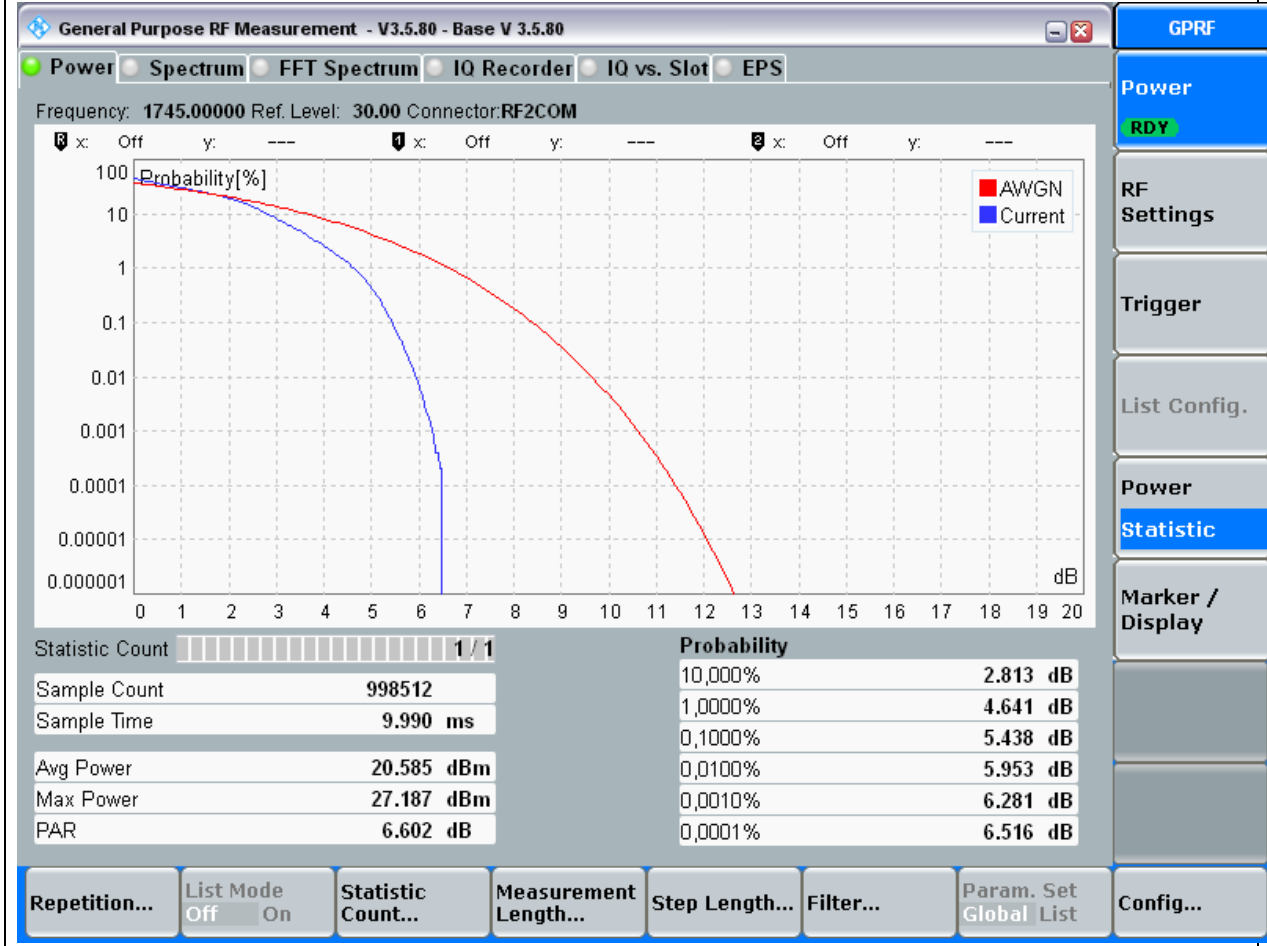 General Purpose RF Measurement - V3.5.80 - Base V 3.5.80
GPRF
Power Spectrum FFT Spectrum IQ Recorder IQ vs. Slot EPS
Frequency: 1745.00000 Ref. Level: 30.00 Connector:RF2COM
R x: Off y: --- 1 x: Off y: --- 2 x: Off y: ---
Probability[%]
AWGN
Current
100
10
1
0.1
0.01
0.001
0.0001
0.00001
0.000001
dB
0 1 2 3 4 5 6 7 8 9 10 11 12 13 14 15 16 17 18 19 20
Statistic Count 1 / 1
Sample Count 998512
Sample Time 9.990 ms
Avg Power 20.585 dBm
Max Power 27.187 dBm
PAR 6.602 dB
Probability
10,000% 2.813 dB
1,0000% 4.641 dB
0,1000% 5.438 dB
0,0100% 5.953 dB
0,0010% 6.281 dB
0,0001% 6.516 dB
Power
RDY
RF
Settings
Trigger
List Config.
Power
Statistic
Marker /
Display
Repetition...
List Mode
Off On
Statistic
Count...
Measurement
Length...
Step Length...
Filter...
Param. Set
Global List
Config...